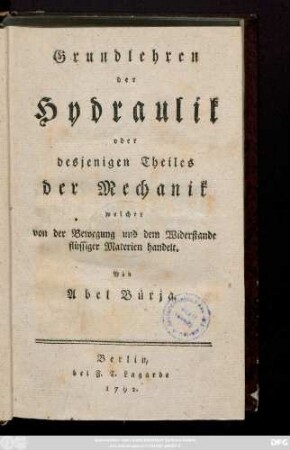 Grundlehren
der
Hydraulik
oder
desjenigen Theiles
der Mechanik
welcher
von der Bewegung und dem Widerstande
flüssiger Materien handelt.
Von
Abel Bürja.
Berlin,
bei F. T. Lagarde
1792.
DFG